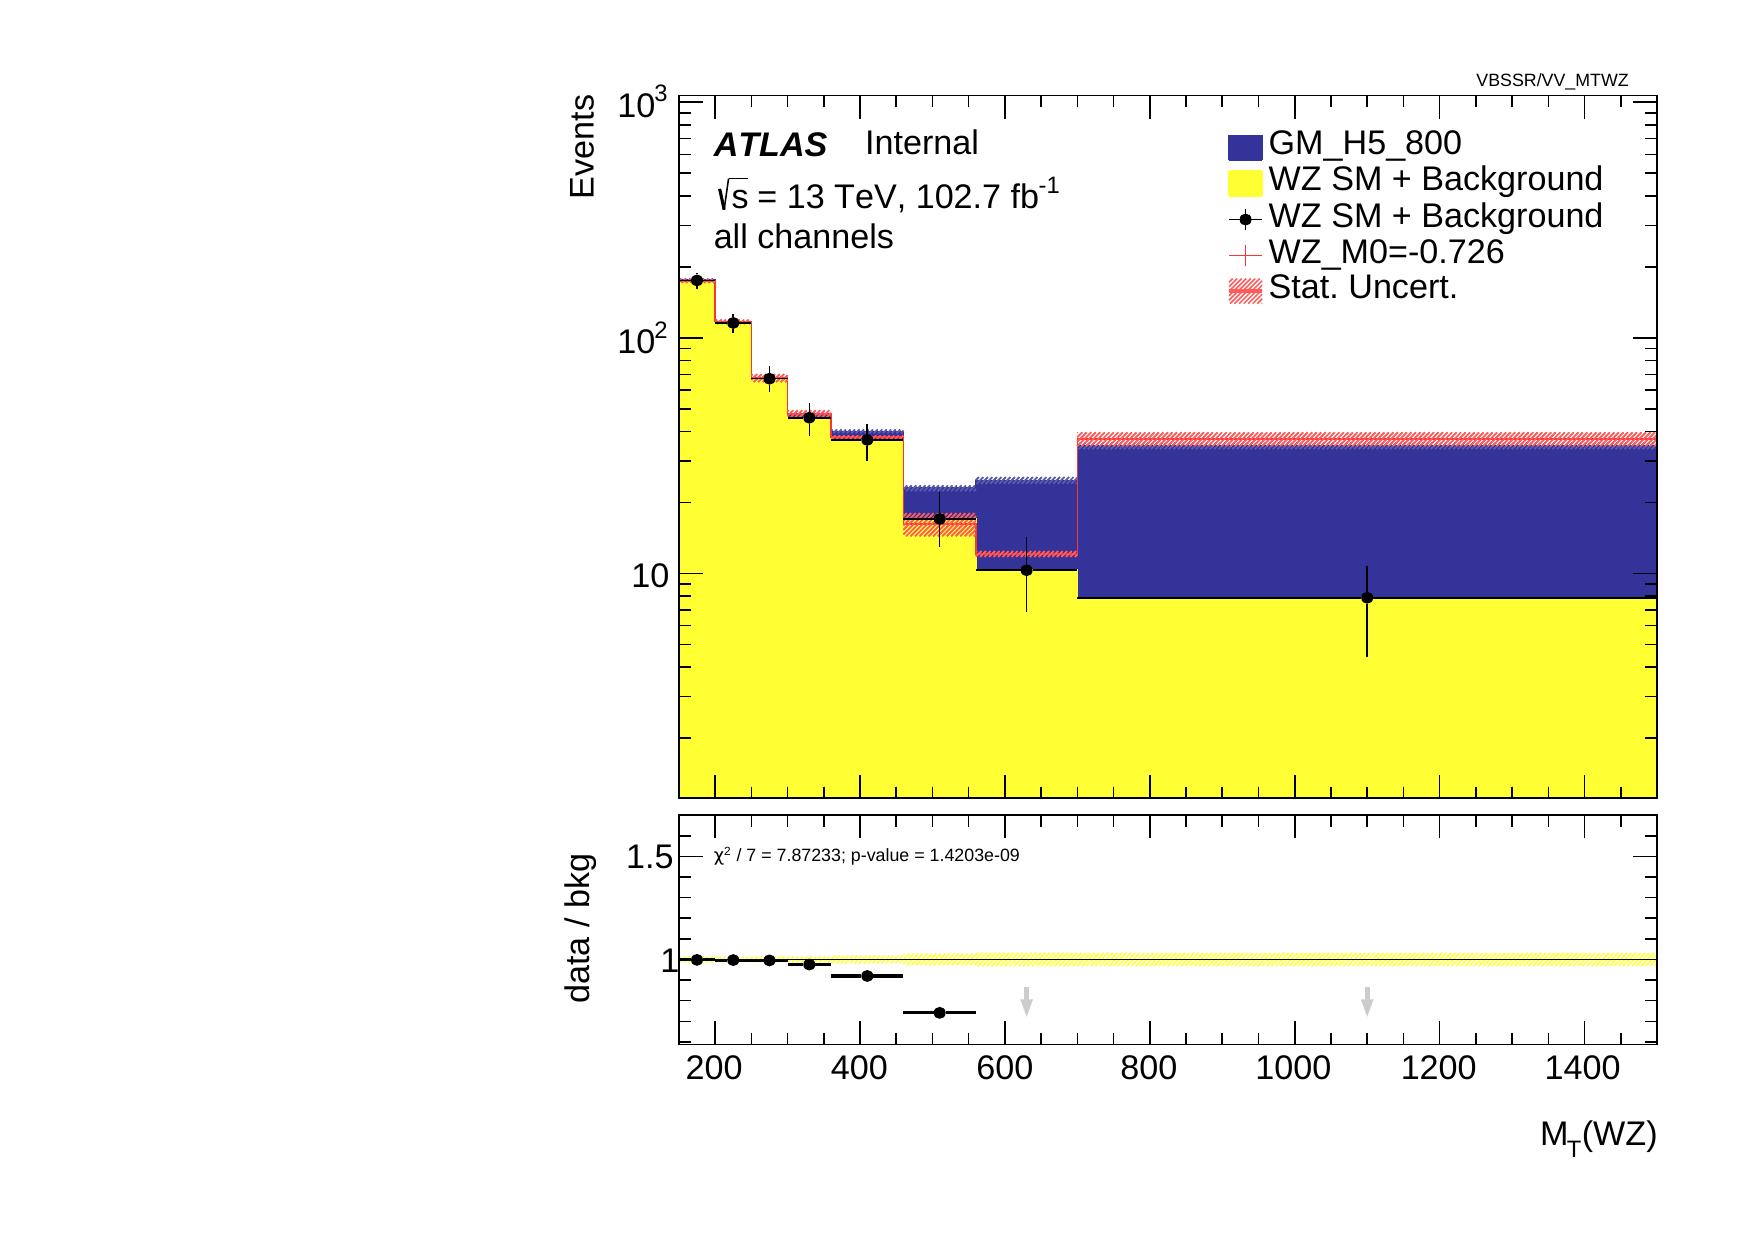 VBSSR/VV_MTWZ
Events
10³
10²
10
ATLAS Internal
√s = 13 TeV, 102.7 fb⁻¹
all channels
GM_H5_800
WZ SM + Background
WZ SM + Background
WZ_M0=-0.726
Stat. Uncert.
data / bkg
1.5
1
χ² / 7 = 7.87233; p-value = 1.4203e-09
200 400 600 800 1000 1200 1400
M_T(WZ)